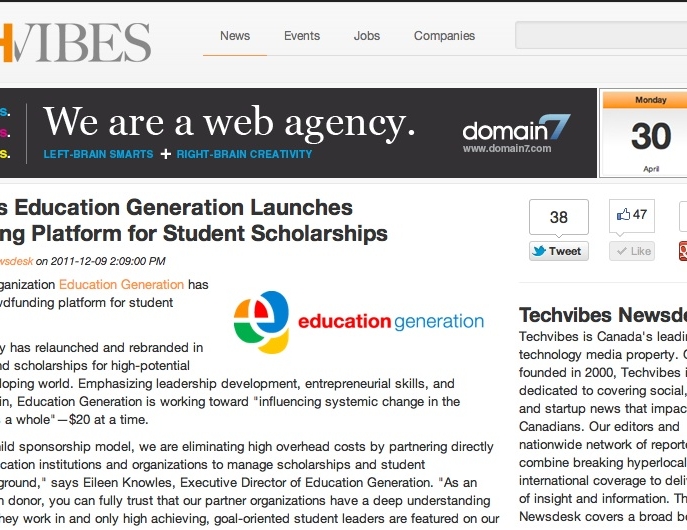 VIBES
News Events Jobs Companies
s.
s.
s.
We are a web agency.
LEFT-BRAIN SMARTS + RIGHT-BRAIN CREATIVITY
domain7
www.domain7.com
Monday
30
April
s Education Generation Launches
ng Platform for Student Scholarships
wsdesk on 2011-12-09 2:09:00 PM
38
Tweet
47
Like
ganization Education Generation has
wdfunding platform for student
education generation
y has relaunched and rebranded in
nd scholarships for high-potential
loping world. Emphasizing leadership development, entrepreneurial skills, and
in, Education Generation is working toward "influencing systemic change in the
s a whole"—$20 at a time.
ild sponsorship model, we are eliminating high overhead costs by partnering directly
cation institutions and organizations to manage scholarships and student
ground," says Eileen Knowles, Executive Director of Education Generation. "As an
n donor, you can fully trust that our partner organizations have a deep understanding
hey work in and only high achieving, goal-oriented student leaders are featured on our
Techvibes Newsde
Techvibes is Canada's leadin
technology media property. O
founded in 2000, Techvibes i
dedicated to covering social,
and startup news that impac
Canadians. Our editors and
nationwide network of reporte
combine breaking hyperlocal
international coverage to deli
of insight and information. Th
Newsdesk covers a broad be